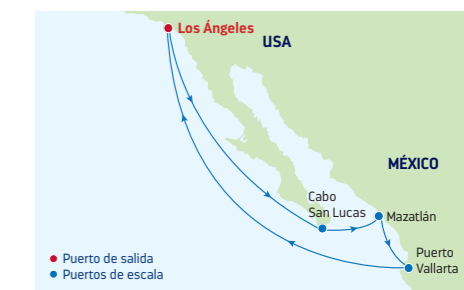 Los Ángeles
USA
MÉXICO
Cabo
San Lucas
Mazatlán
Puerto
Vallarta
Puerto de salida
Puertos de escala